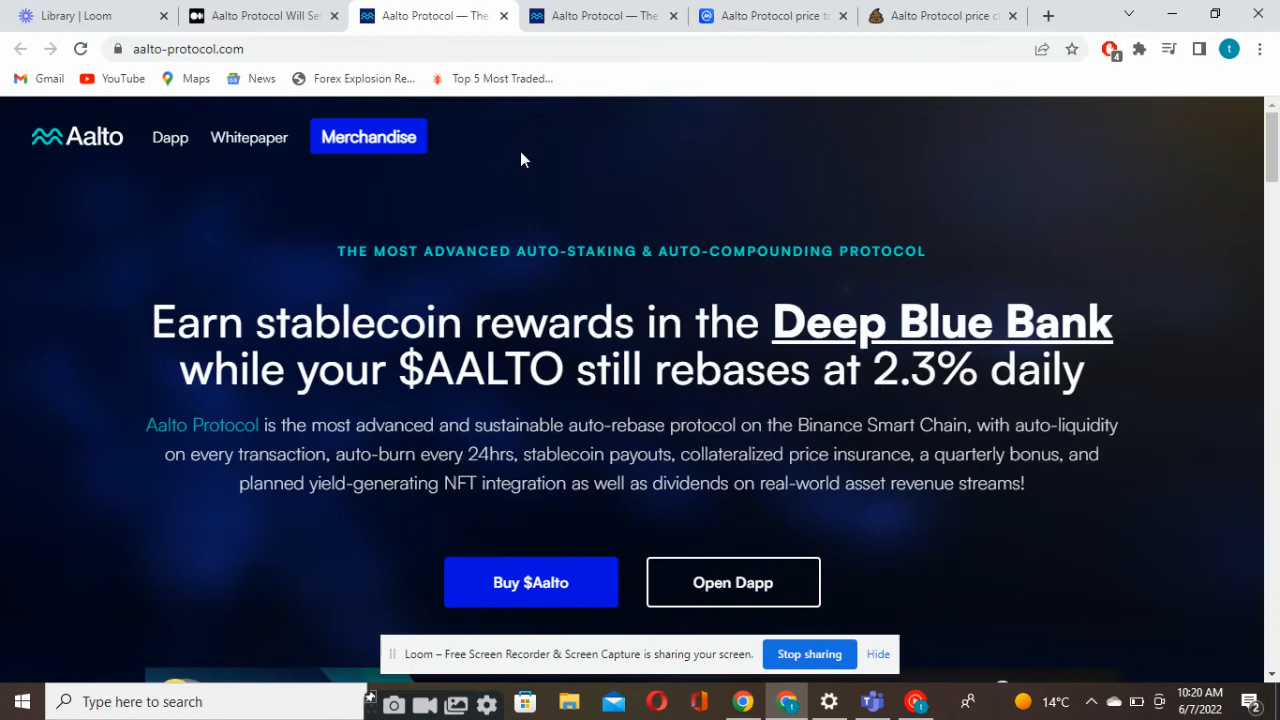 Library | Loom
Aalto Protocol Will Se
Aalto Protocol — The
Aalto Protocol — The
Aalto Protocol price to
Aalto Protocol price c
aalto-protocol.com
4
t
Gmail
YouTube
Maps
News
Forex Explosion Re...
Top 5 Most Traded...
Aalto
Dapp
Whitepaper
Merchandise
THE MOST ADVANCED AUTO-STAKING & AUTO-COMPOUNDING PROTOCOL
Earn stablecoin rewards in the Deep Blue Bank
while your $AALTO still rebases at 2.3% daily
Aalto Protocol is the most advanced and sustainable auto-rebase protocol on the Binance Smart Chain, with auto-liquidity
on every transaction, auto-burn every 24hrs, stablecoin payouts, collateralized price insurance, a quarterly bonus, and
planned yield-generating NFT integration as well as dividends on real-world asset revenue streams!
Buy $Aalto
Open Dapp
Loom – Free Screen Recorder & Screen Capture is sharing your screen.
Stop sharing
Hide
Type here to search
14°C
10:20 AM
6/7/2022
2